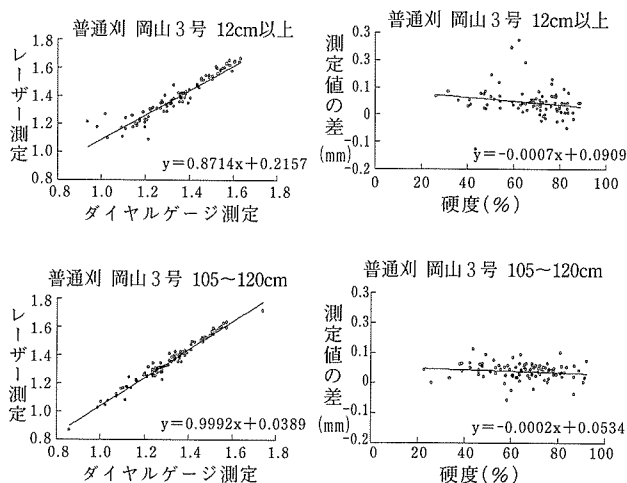 普通刈 岡山3号 12cm以上
レーザー測定
1.8
1.6
1.4
1.2
1.0
0.8
y=0.8714x+0.2157
0.8 1.0 1.2 1.4 1.6 1.8
ダイヤルゲージ測定
普通刈 岡山3号 12cm以上
測定値の差
(mm)
0.3
0.3
0.1
0
-0.1
-0.2
y=-0.0007x+0.0909
0 20 40 60 80 100
硬度(%)
普通刈 岡山3号 105~120cm
レーザー測定
1.8
1.6
1.4
1.2
1.0
0.8
y=0.9992x+0.0389
0.8 1.0 1.2 1.4 1.6 1.8
ダイヤルゲージ測定
普通刈 岡山3号 105~120cm
測定値の差
(mm)
0.3
0.3
0.1
0
-0.1
-0.2
y=-0.0002x+0.0534
0 20 40 60 80 100
硬度(%)